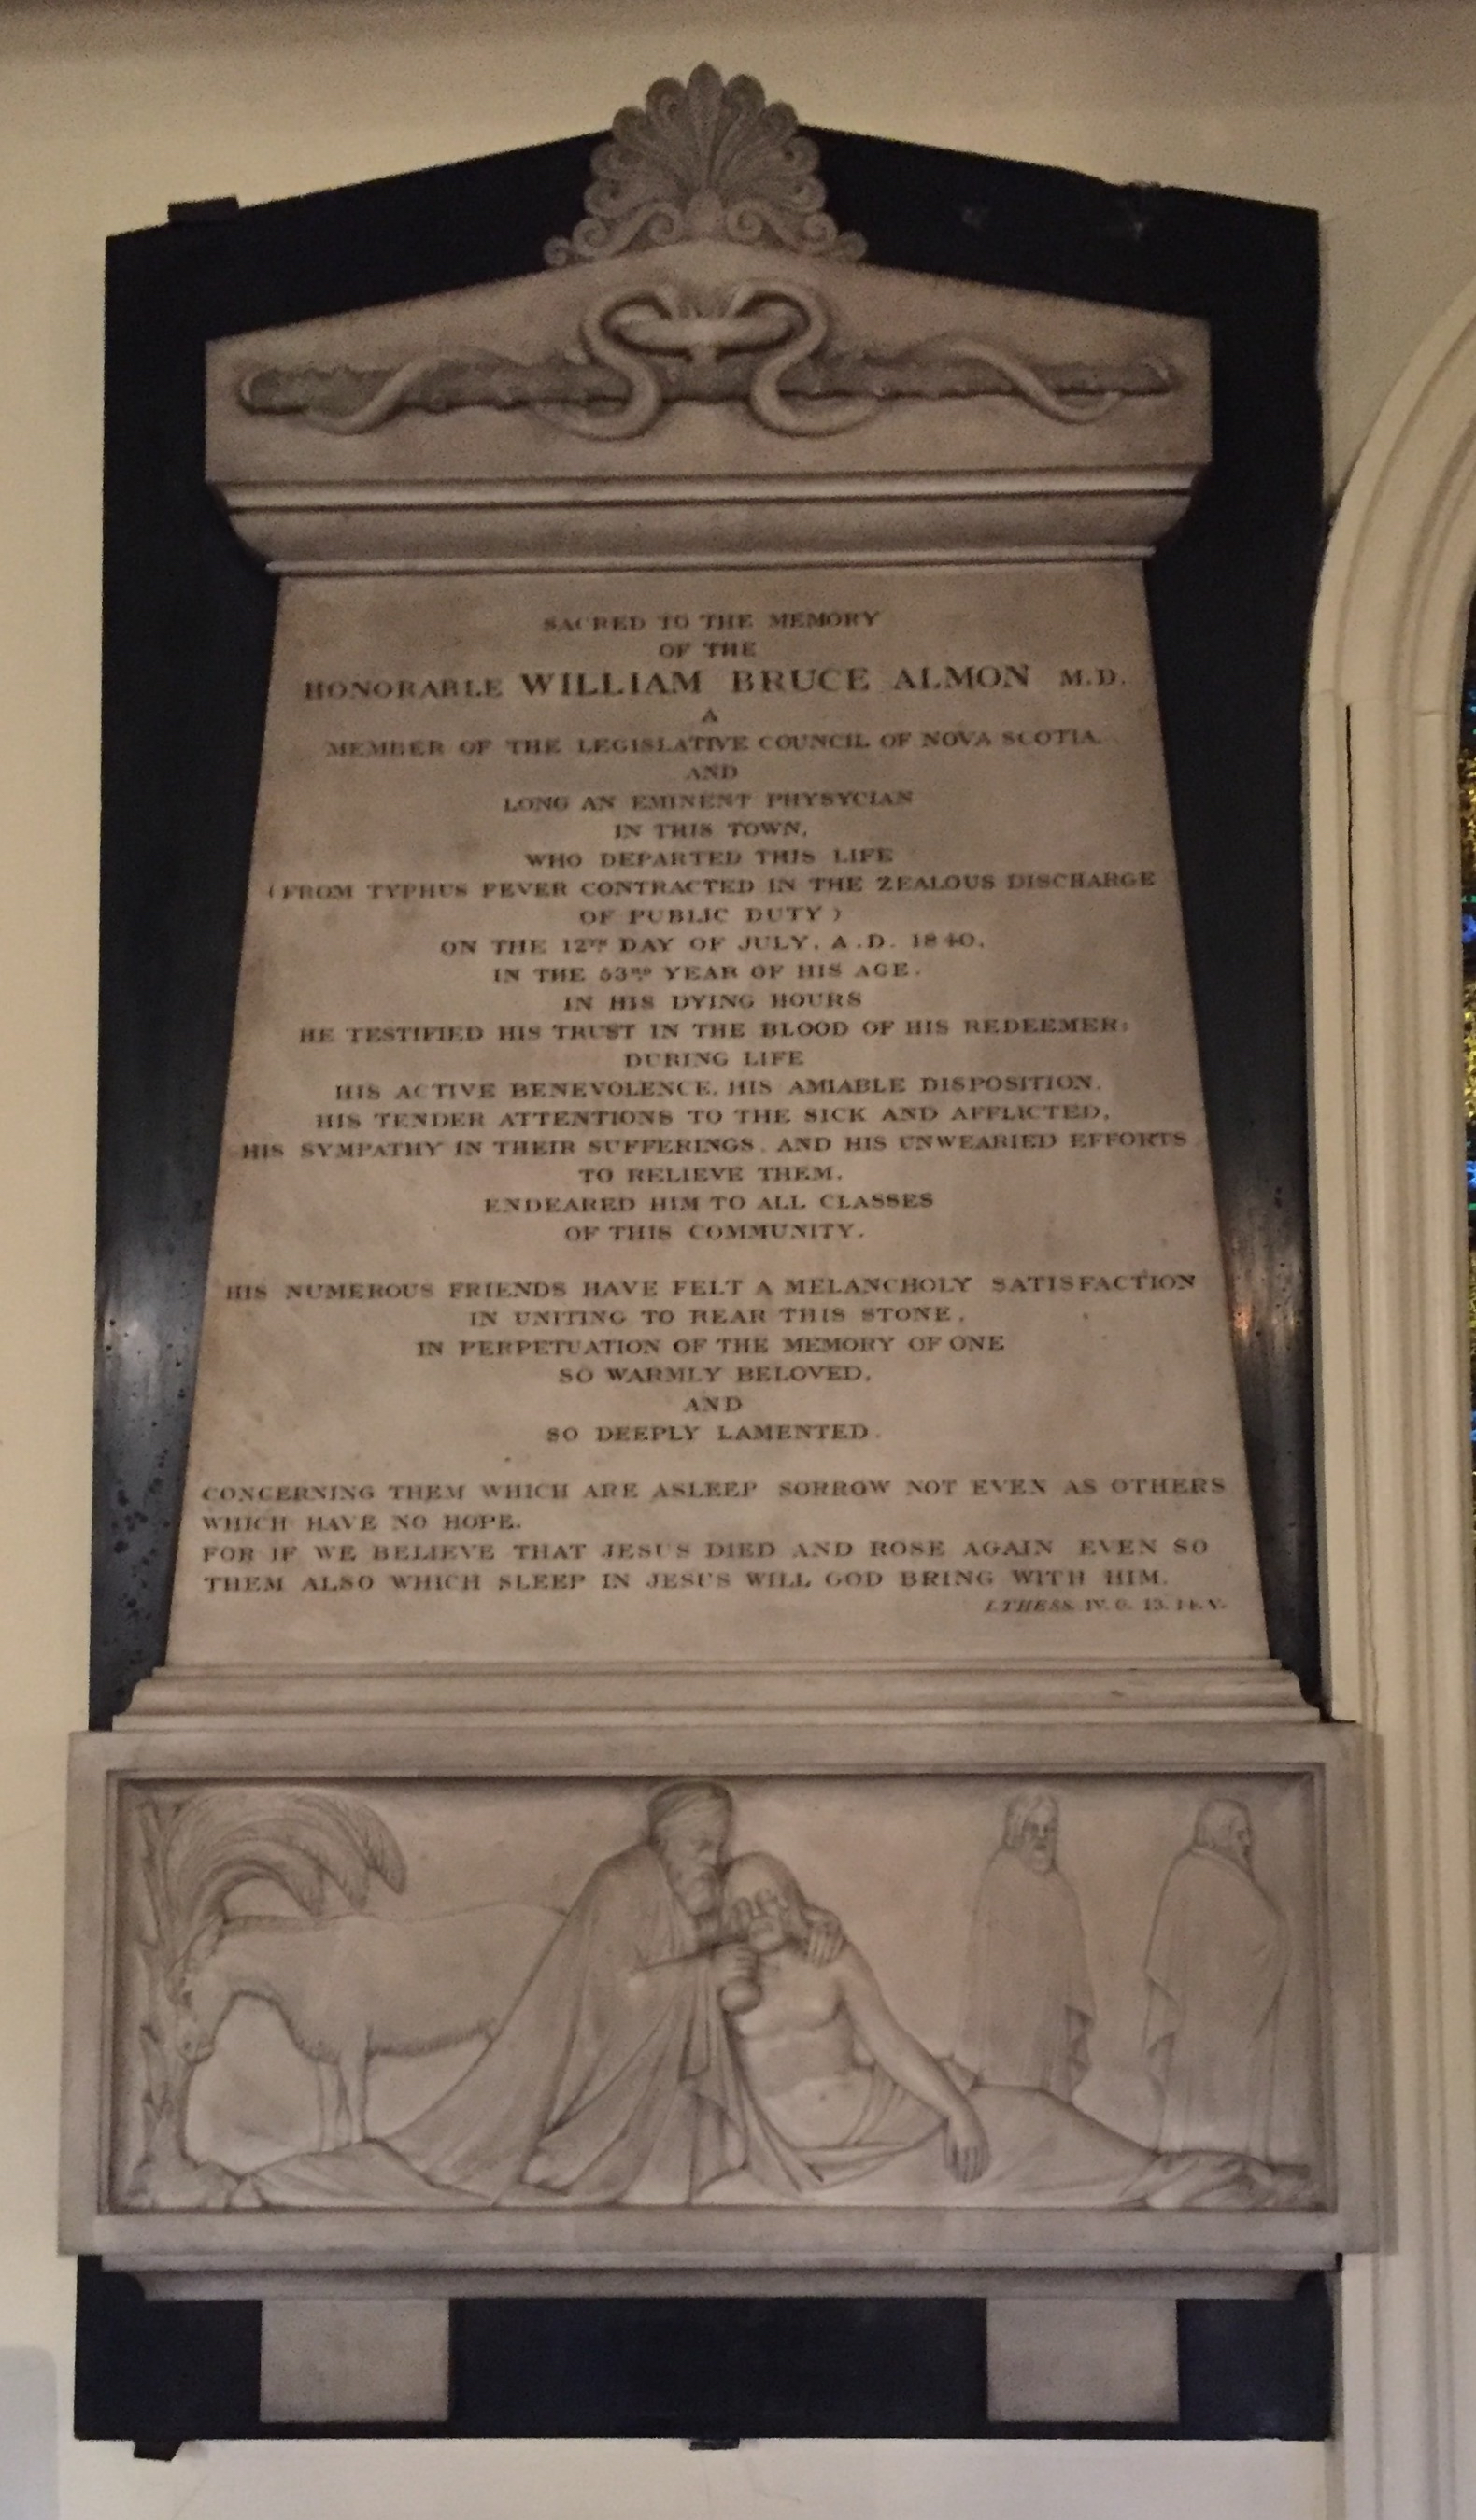 SACRED TO THE MEMORY
OF THE
HONORABLE WILLIAM BRUCE ALMON M.D.
A
MEMBER OF THE LEGISLATIVE COUNCIL OF NOVA SCOTIA.
AND
LONG AN EMINENT PHYSYCIAN
IN THIS TOWN,
WHO DEPARTED THIS LIFE
(FROM TYPHUS FEVER CONTRACTED IN THE ZEALOUS DISCHARGE
OF PUBLIC DUTY)
ON THE 12TH DAY OF JULY, A.D. 1840,
IN THE 53RD YEAR OF HIS AGE.
IN HIS DYING HOURS
HE TESTIFIED HIS TRUST IN THE BLOOD OF HIS REDEEMER:
DURING LIFE
HIS ACTIVE BENEVOLENCE, HIS AMIABLE DISPOSITION,
HIS TENDER ATTENTIONS TO THE SICK AND AFFLICTED,
HIS SYMPATHY IN THEIR SUFFERINGS, AND HIS UNWEARIED EFFORTS
TO RELIEVE THEM,
ENDEARED HIM TO ALL CLASSES
OF THIS COMMUNITY.
HIS NUMEROUS FRIENDS HAVE FELT A MELANCHOLY SATISFACTION
IN UNITING TO REAR THIS STONE,
IN PERPETUATION OF THE MEMORY OF ONE
SO WARMLY BELOVED,
AND
SO DEEPLY LAMENTED.
CONCERNING THEM WHICH ARE ASLEEP SORROW NOT EVEN AS OTHERS
WHICH HAVE NO HOPE.
FOR IF WE BELIEVE THAT JESUS DIED AND ROSE AGAIN EVEN SO
THEM ALSO WHICH SLEEP IN JESUS WILL GOD BRING WITH HIM.
I.THESS. IV. C. 13. 14. V.